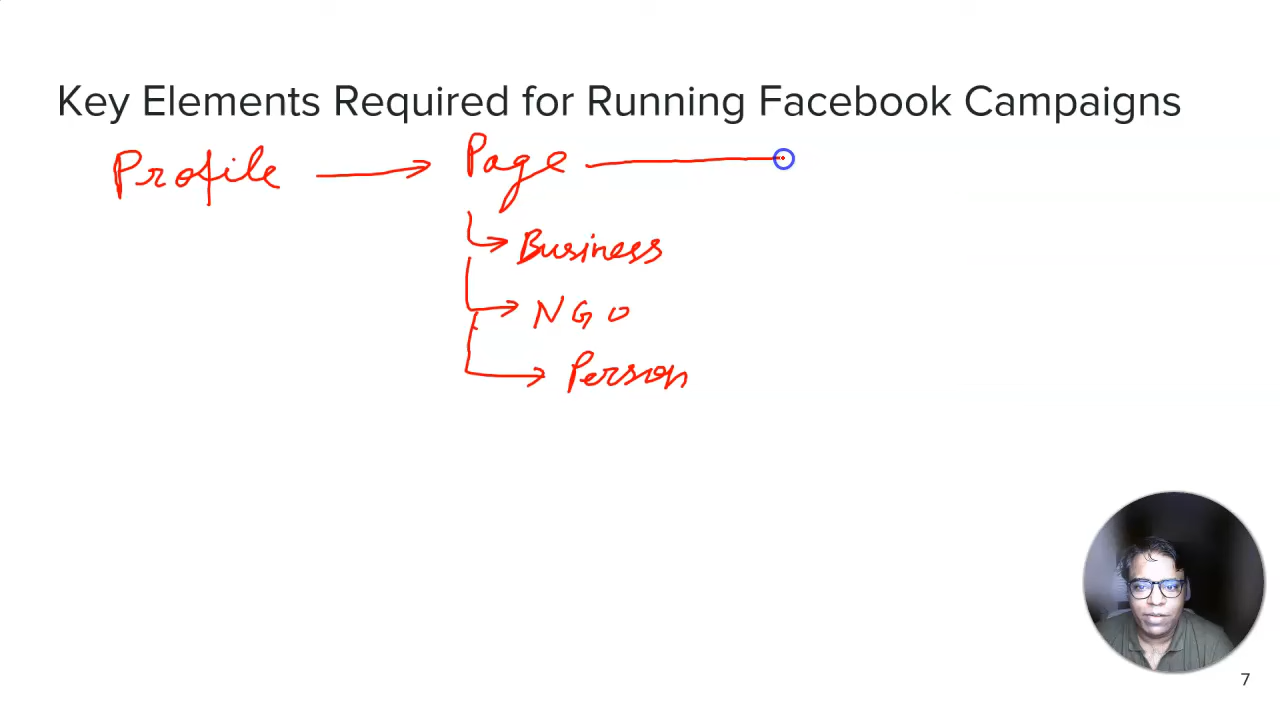 Key Elements Required for Running Facebook Campaigns
Profile Page
Business
NGO
Person
7